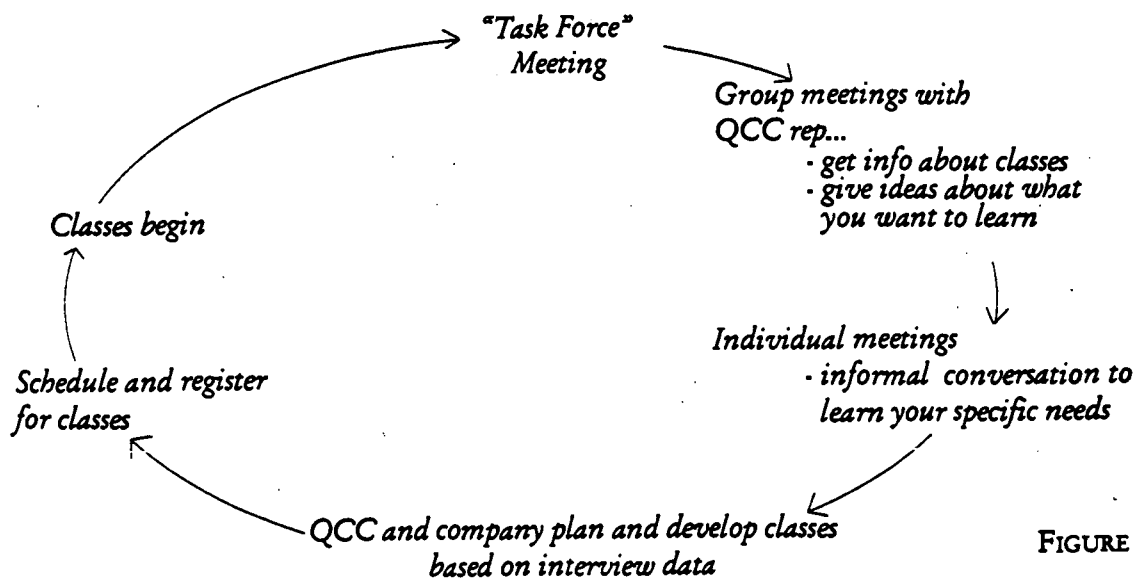 “Task Force”
Meeting
Group meetings with
QCC rep...
- get info about classes
- give ideas about what
you want to learn
Individual meetings
- informal conversation to
learn your specific needs
QCC and company plan and develop classes
based on interview data
Schedule and register
for classes
Classes begin
FIGURE